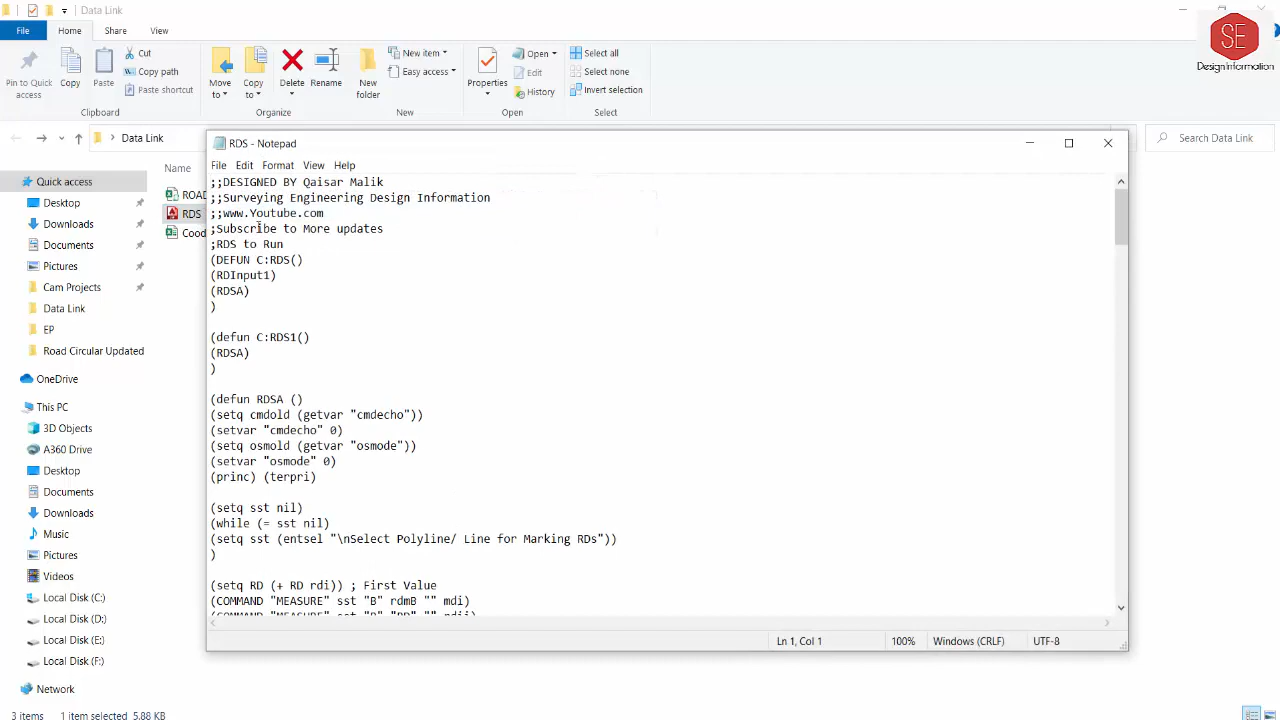 Data Link
File
Home
Share
View
SE
Design Information
Pin to Quick access
Copy
Paste
Cut
Copy path
Paste shortcut
Clipboard
Move to
Copy to
Delete
Rename
Organize
New folder
New item
Easy access
New
Properties
Open
Edit
History
Open
Select all
Select none
Invert selection
Select
Data Link
Search Data Link
Name
ROAD
RDS
Cood
Quick access
Desktop
Downloads
Documents
Pictures
Cam Projects
Data Link
EP
Road Circular Updated
OneDrive
This PC
3D Objects
A360 Drive
Desktop
Documents
Downloads
Music
Pictures
Videos
Local Disk (C:)
Local Disk (D:)
Local Disk (E:)
Local Disk (F:)
Network
3 items
1 item selected 5.88 KB
RDS - Notepad
File Edit Format View Help
;;DESIGNED BY Qaisar Malik
;;Surveying Engineering Design Information
;;www.Youtube.com
;Subscribe to More updates
;RDS to Run
(DEFUN C:RDS()
(RDInput1)
(RDSA)
)
(defun C:RDS1()
(RDSA)
)
(defun RDSA ()
(setq cmdold (getvar "cmdecho"))
(setvar "cmdecho" 0)
(setq osmold (getvar "osmode"))
(setvar "osmode" 0)
(princ) (terpri)
(setq sst nil)
(while (= sst nil)
(setq sst (entsel "\nSelect Polyline/ Line for Marking RDs"))
)
(setq RD (+ RD rdi)) ; First Value
(COMMAND "MEASURE" sst "B" rdmB "" mdi)
Ln 1, Col 1
100%
Windows (CRLF)
UTF-8